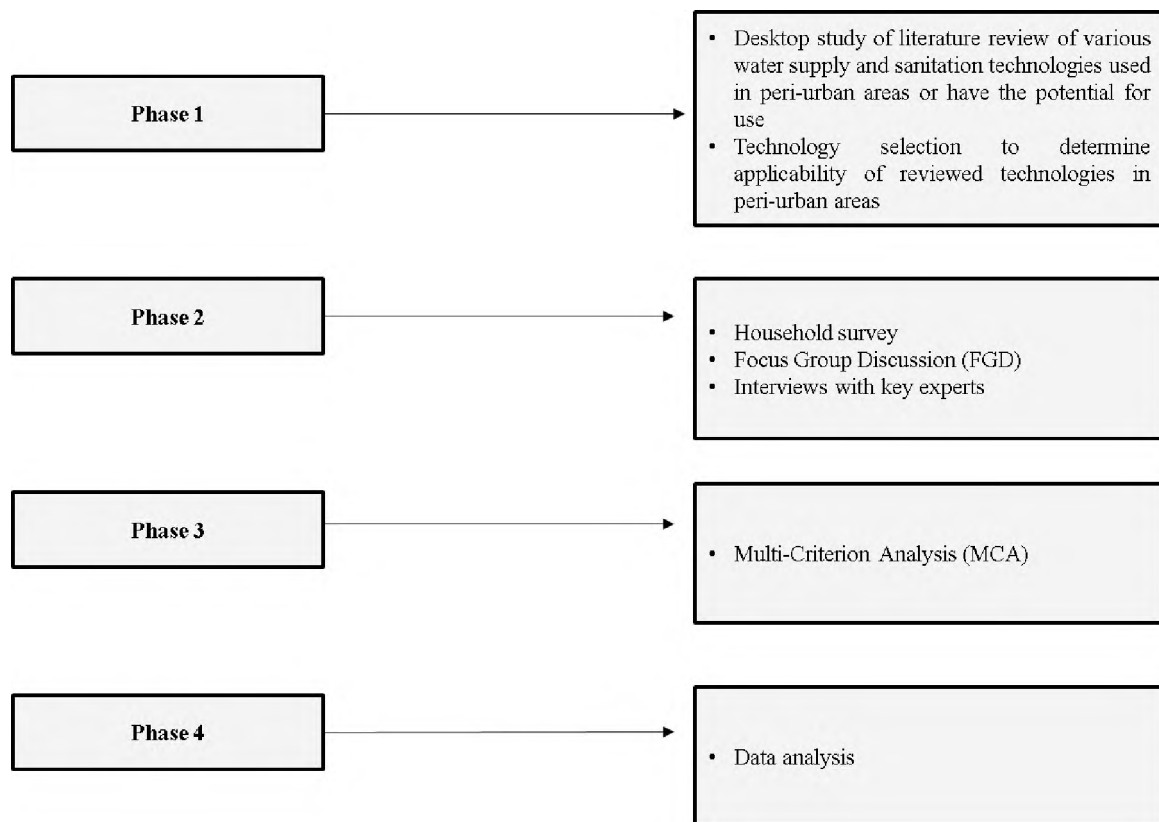 Phase 1
• Desktop study of literature review of various
water supply and sanitation technologies used
in peri-urban areas or have the potential for
use
• Technology selection to determine
applicability of reviewed technologies in
peri-urban areas
Phase 2
• Household survey
• Focus Group Discussion (FGD)
• Interviews with key experts
Phase 3
• Multi-Criterion Analysis (MCA)
Phase 4
• Data analysis